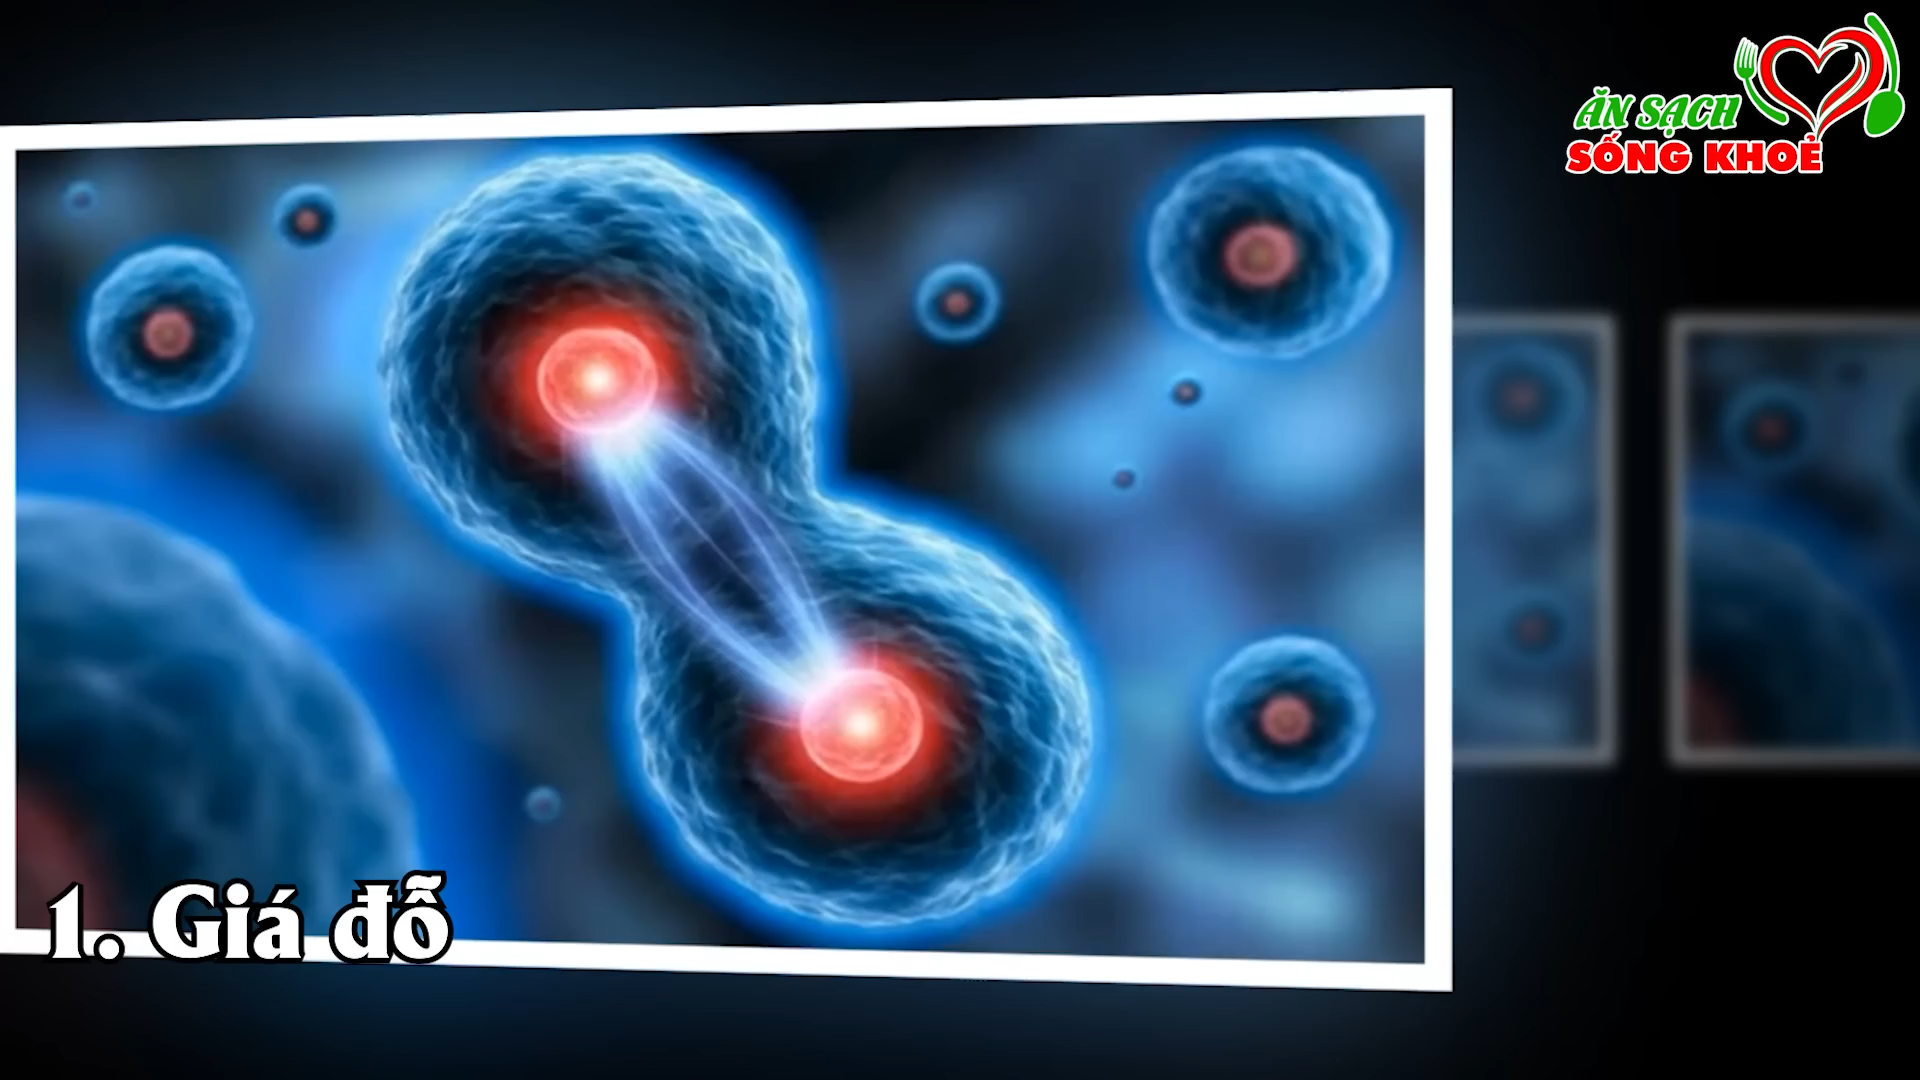 ĂN SẠCH
SỐNG KHOẺ
1. Giá đỗ